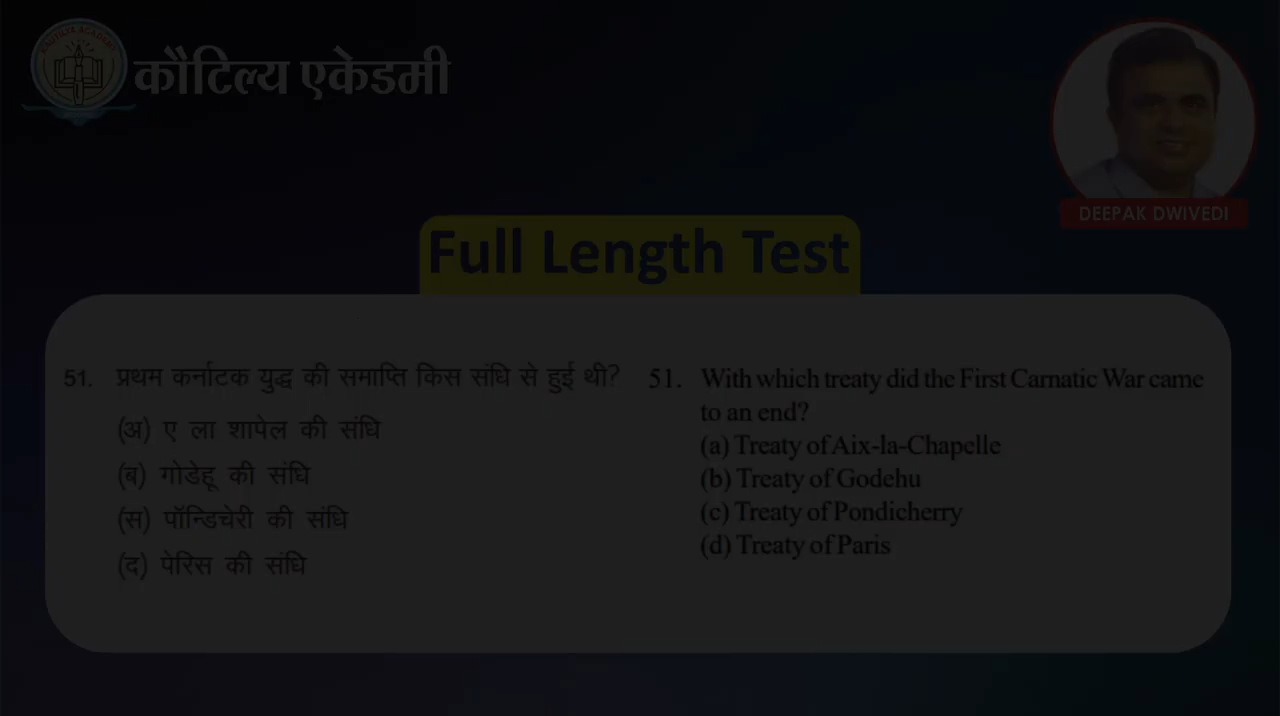 KAUTILYA ACADEMY
कौटिल्य एकेडमी
DEEPAK DWIVEDI
Full Length Test
51. प्रथम कर्नाटक युद्ध की समाप्ति किस संधि से हुई थी?
(अ) ए ला शापेल की संधि
(ब) गोडेहू की संधि
(स) पॉन्डिचेरी की संधि
(द) पेरिस की संधि
51. With which treaty did the First Carnatic War came
to an end?
(a) Treaty of Aix-la-Chapelle
(b) Treaty of Godehu
(c) Treaty of Pondicherry
(d) Treaty of Paris